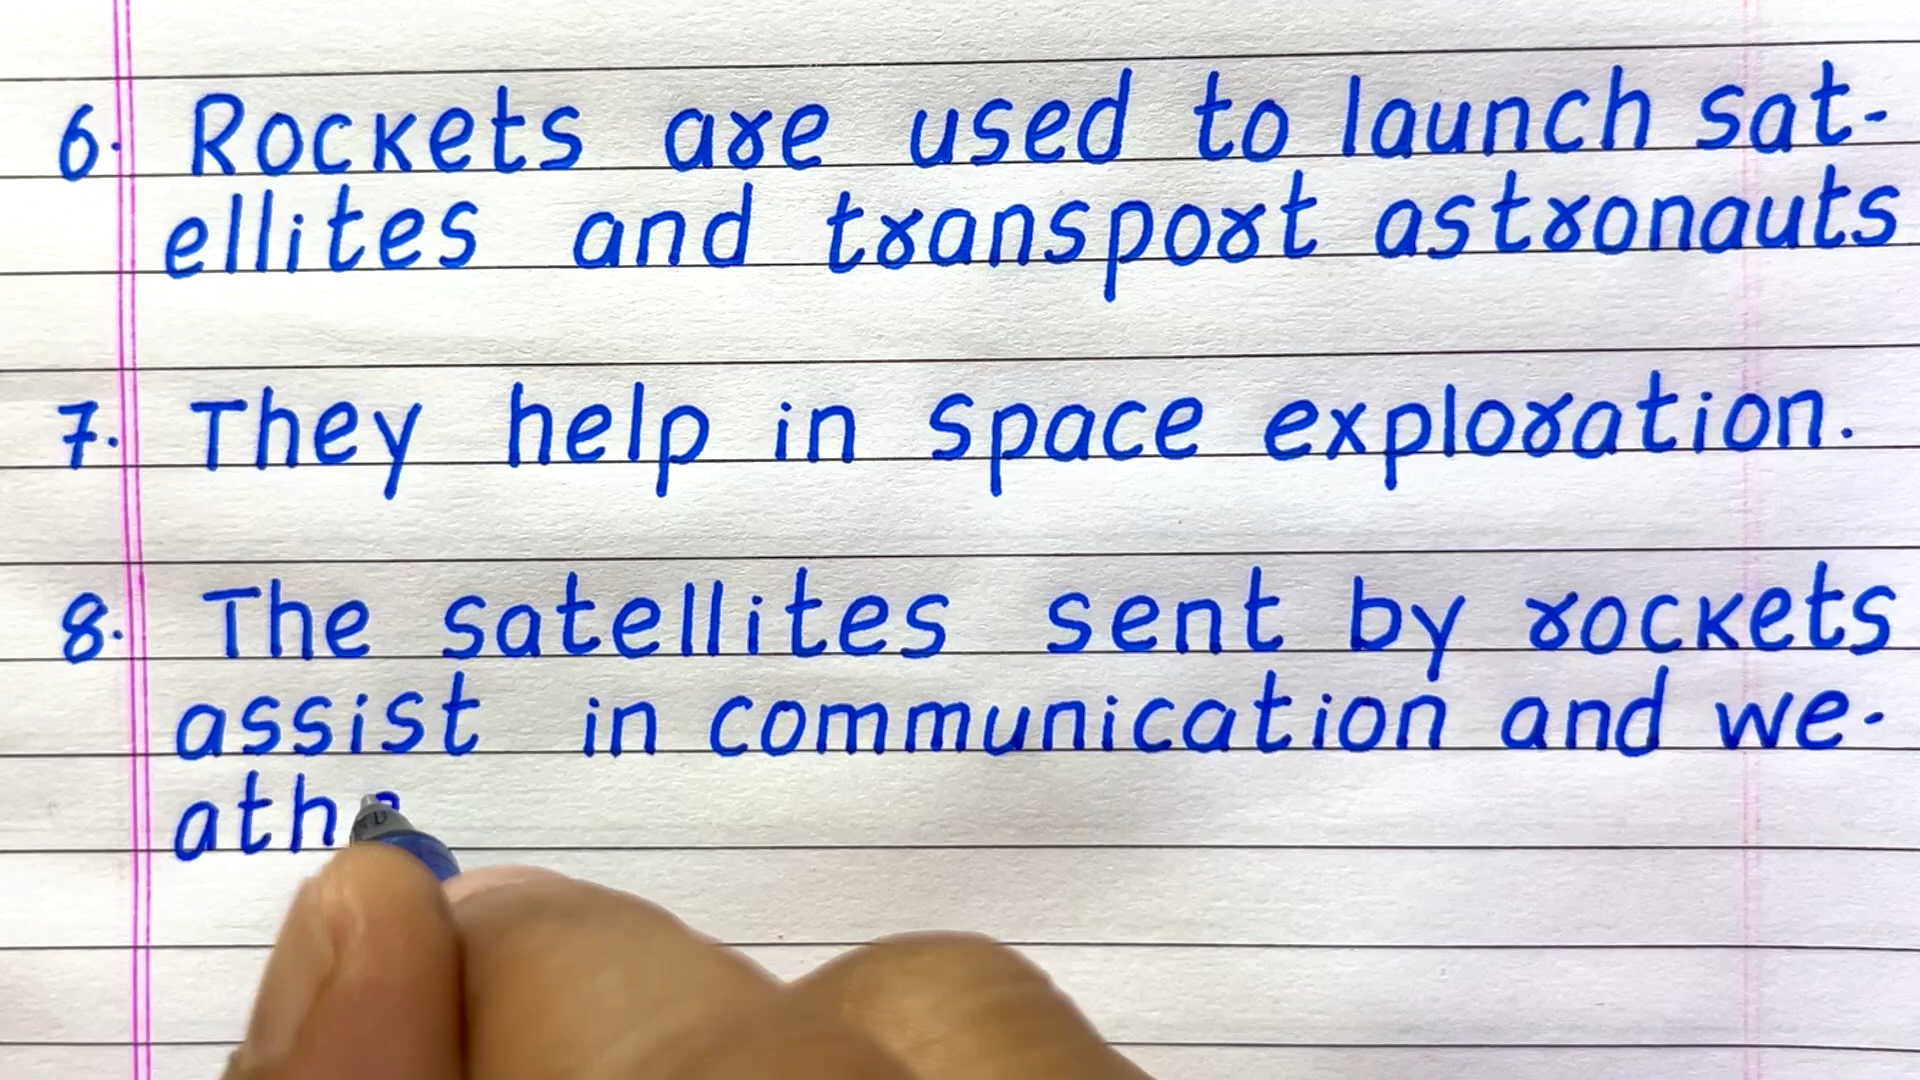 6. Rockets are used to launch sat-
ellites and transport astronauts
7. They help in space exploration.
8. The satellites sent by rockets
assist in communication and we-
ath